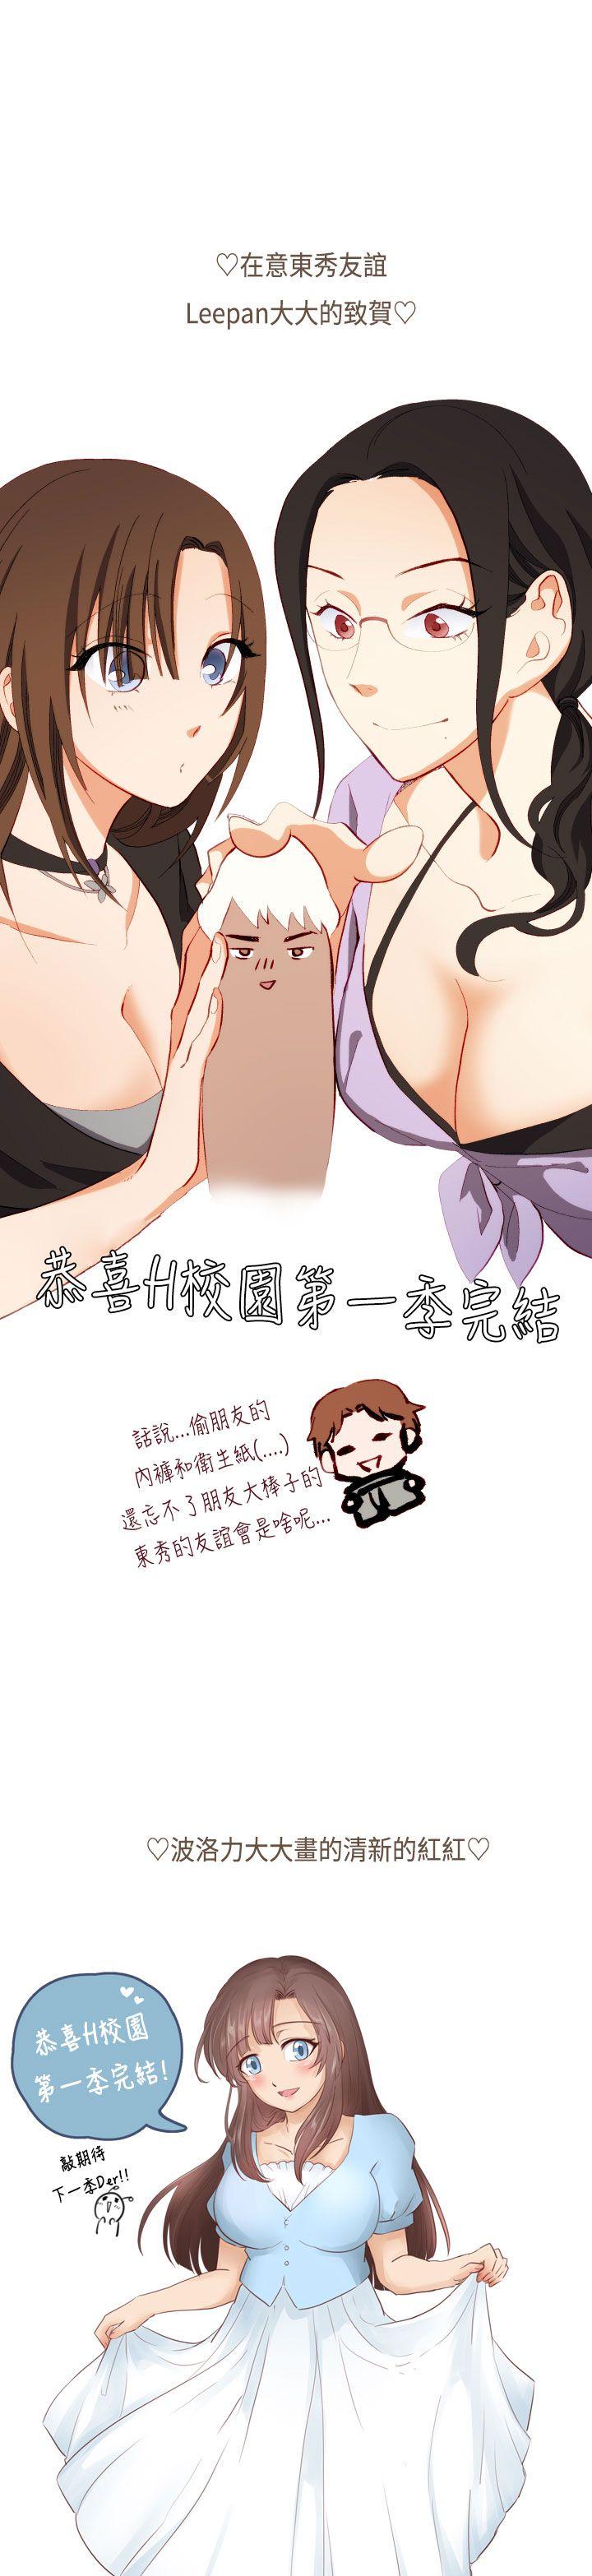 ♡在意東秀友誼
Leepan大大的致賀♡
恭喜H校園第一季完結
話說...偷朋友的
內褲和衛生紙(....)
還忘不了朋友大棒子的
東秀的友誼會是啥呢...
♡波洛力大大畫的清新的紅紅♡
恭喜H校園
第一季完結!
敲期待
下一季Der!!